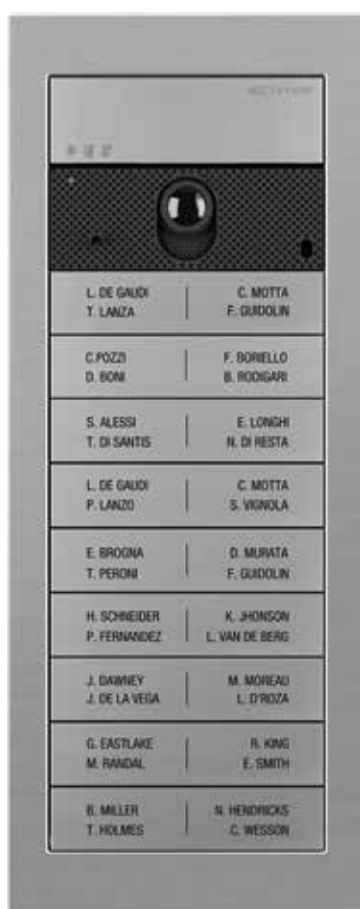 L. DE GAUDI C. MOTTA
T. LANZA F. GUIDOLIN
C.POZZI F. BORIELLO
D. BONI B. RODIGARI
S. ALESSI E. LONGHI
T. DI SANTIS N. DI RESTA
L. DE GAUDI C. MOTTA
P. LANZO S. VIGNOLA
E. BROGNA D. MURATA
T. PERONI F. GUIDOLIN
H. SCHNEIDER K. JHONSON
P. FERNANDEZ L. VAN DE BERG
J. DAWNEY M. MOREAU
J. DE LA VEGA L. D'ROZA
G. EASTLAKE R. KING
M. RANDAL E. SMITH
B. MILLER N. HENDRICKS
T. HOLMES C. WESSON